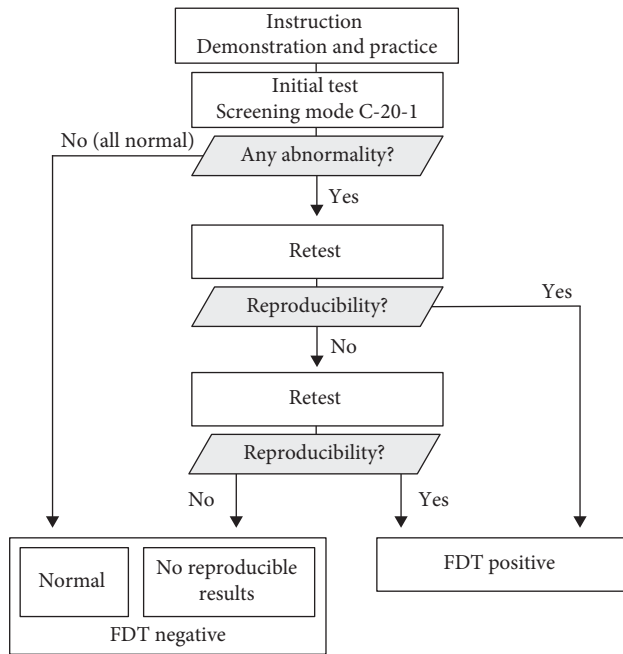 Instruction
Demonstration and practice
Initial test
Screening mode C-20-1
No (all normal)
Any abnormality?
Yes
Retest
Reproducibility?
Yes
No
Retest
Reproducibility?
No
Yes
Normal
No reproducible
results
FDT negative
FDT positive